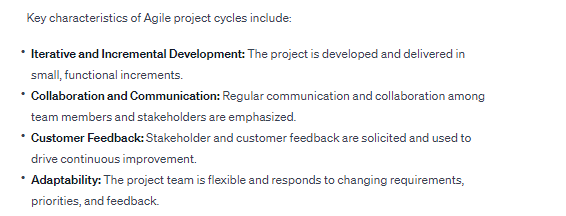 Key characteristics of Agile project cycles include:
• Iterative and Incremental Development: The project is developed and delivered in
small, functional increments.
• Collaboration and Communication: Regular communication and collaboration among
team members and stakeholders are emphasized.
• Customer Feedback: Stakeholder and customer feedback are solicited and used to
drive continuous improvement.
• Adaptability: The project team is flexible and responds to changing requirements,
priorities, and feedback.